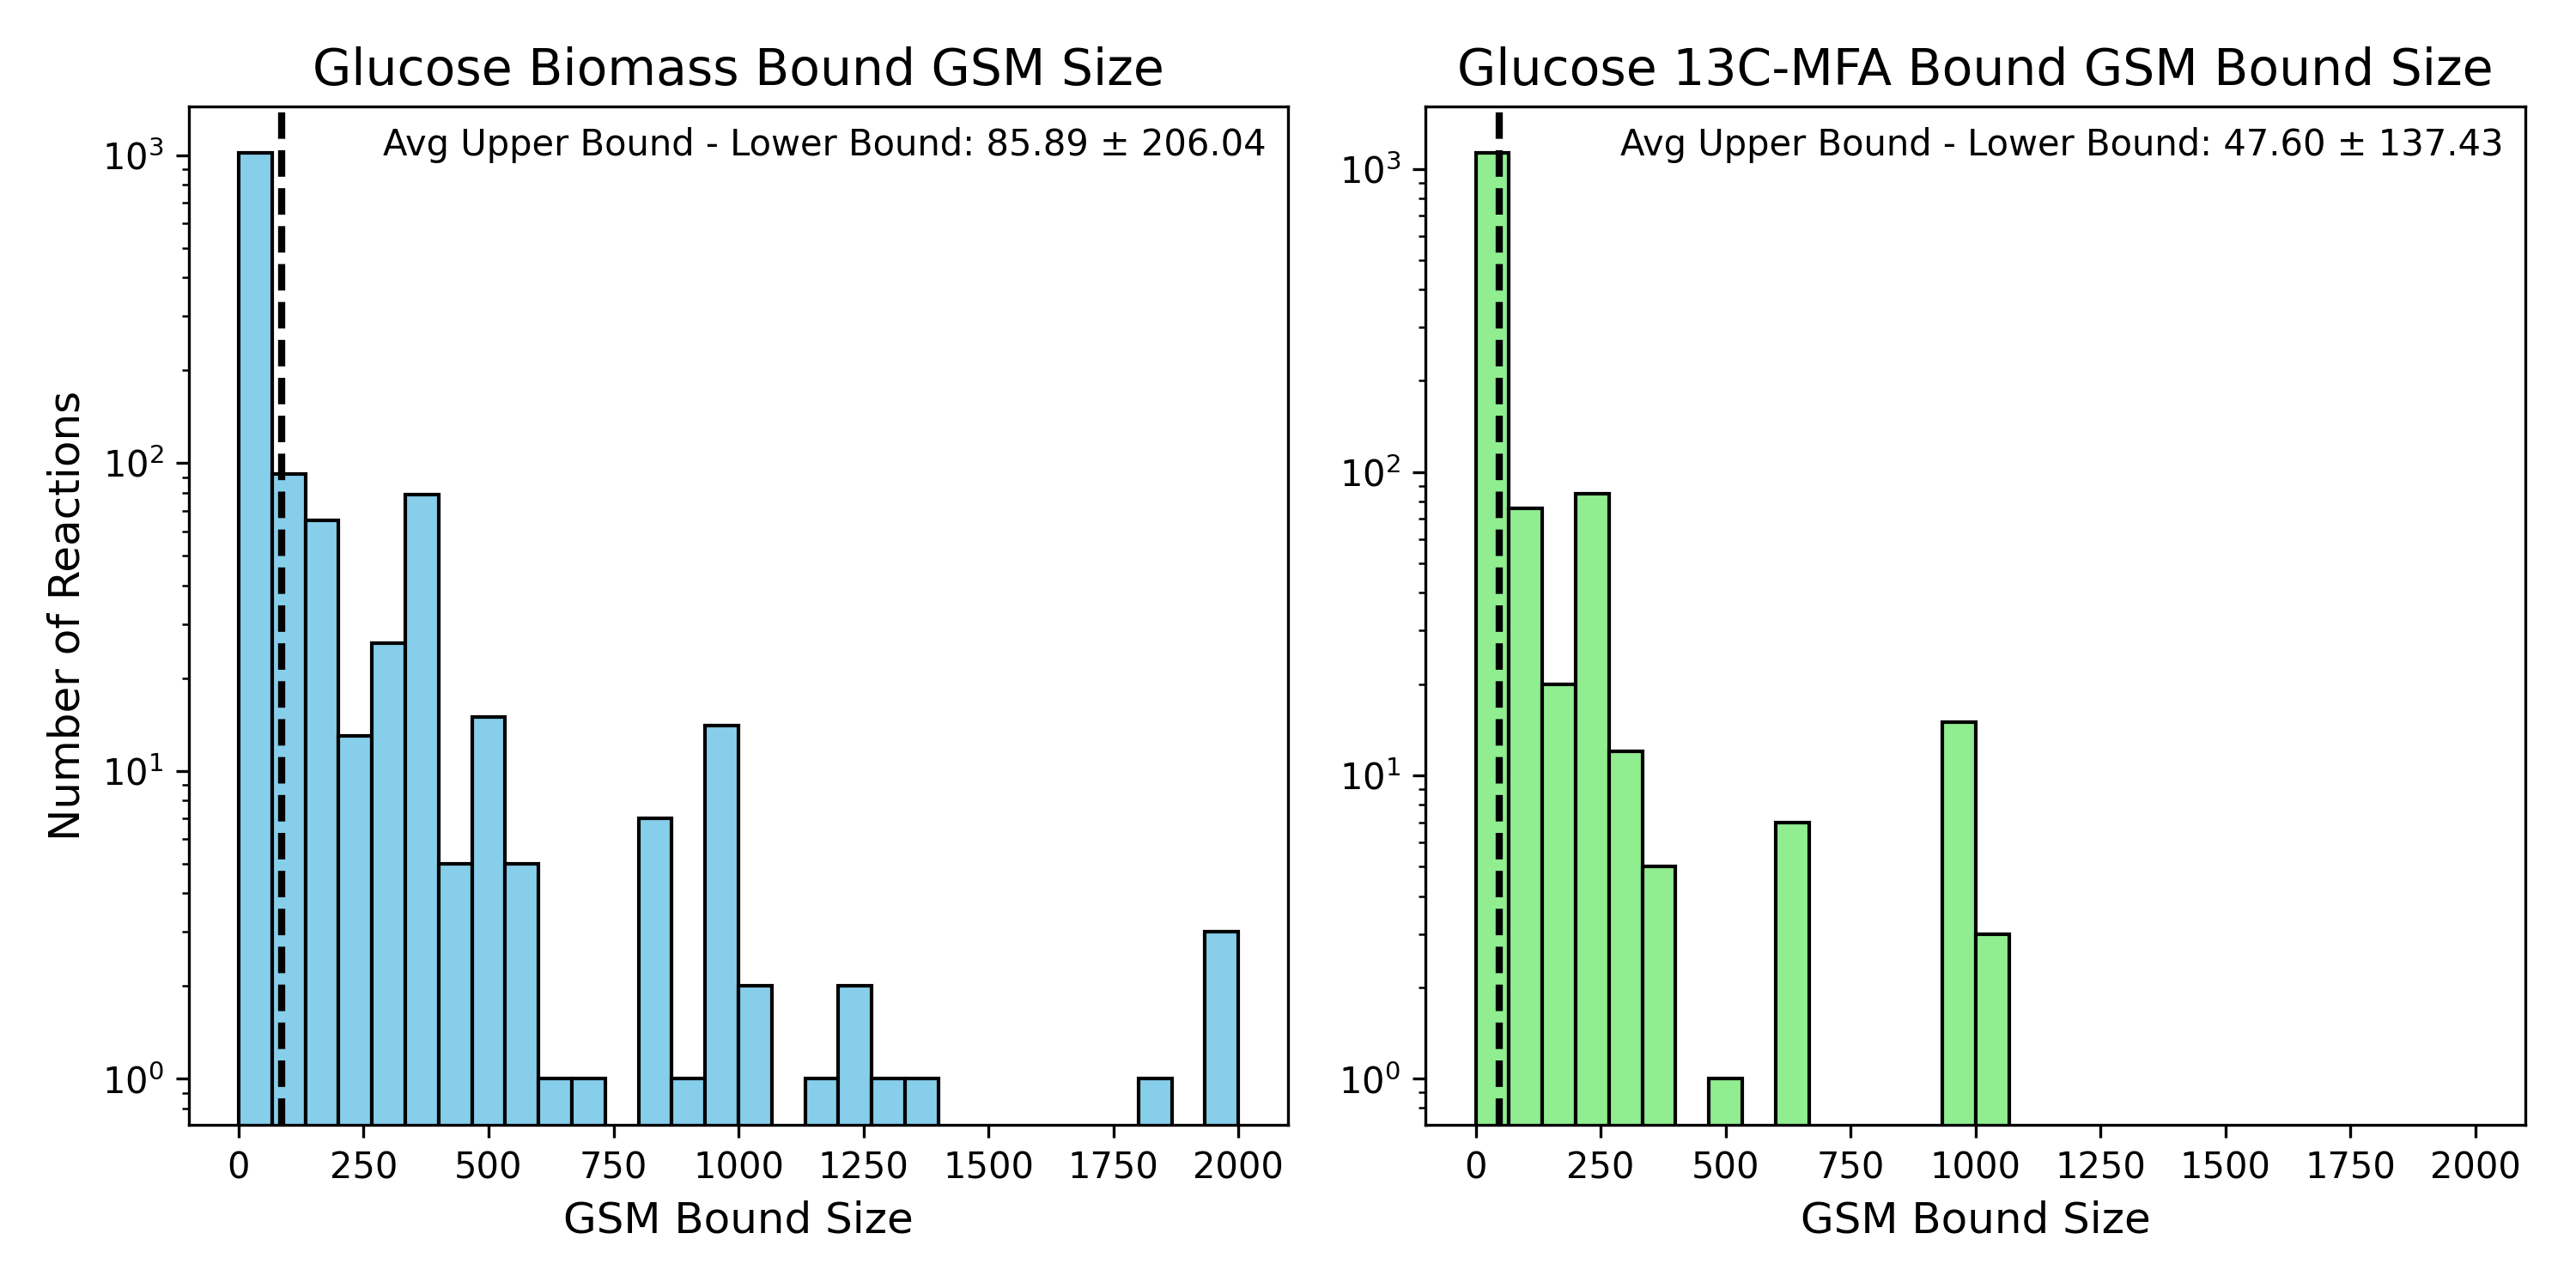 Glucose Biomass Bound GSM Size
Avg Upper Bound - Lower Bound: 85.89 ± 206.04
Number of Reactions
10³
10²
10¹
10⁰
0 250 500 750 1000 1250 1500 1750 2000
GSM Bound Size
Glucose 13C-MFA Bound GSM Bound Size
Avg Upper Bound - Lower Bound: 47.60 ± 137.43
10³
10²
10¹
10⁰
0 250 500 750 1000 1250 1500 1750 2000
GSM Bound Size